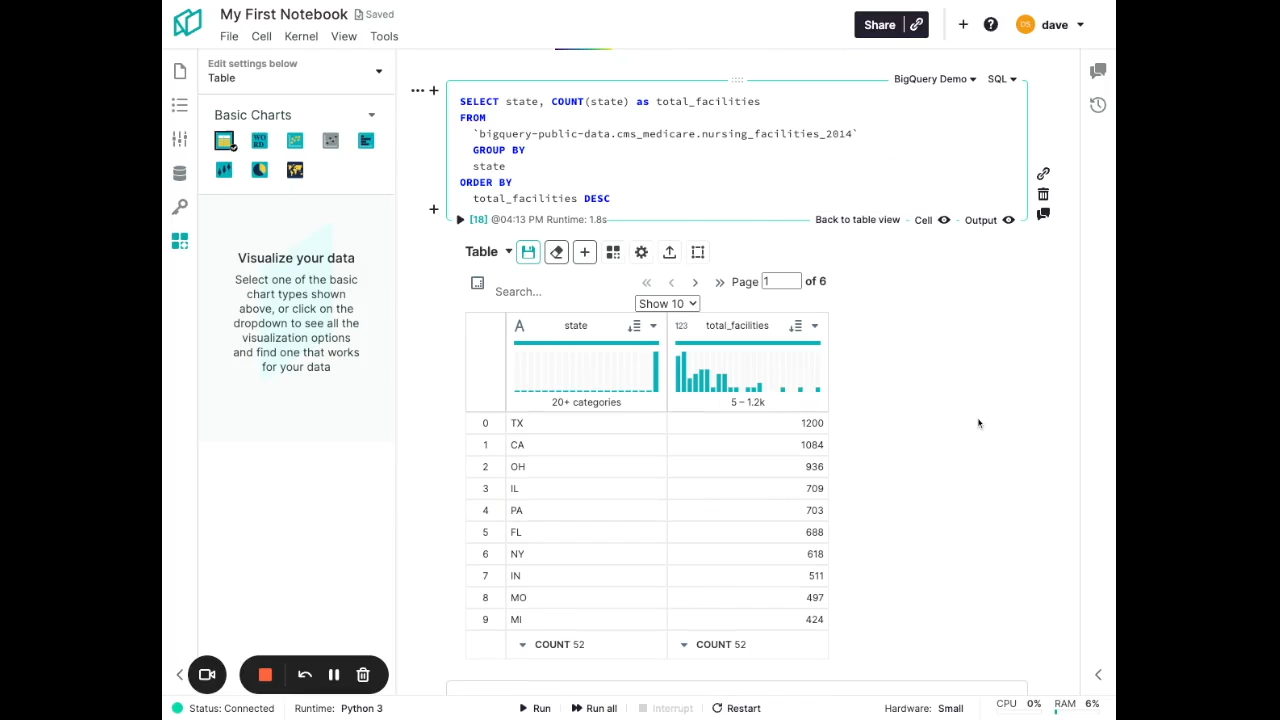 My First Notebook
Saved
File Cell Kernel View Tools
Share
DS dave
Edit settings below
Table
Basic Charts
WO
RD
Visualize your data
Select one of the basic
chart types shown
above, or click on the
dropdown to see all the
visualization options
and find one that works
for your data
BigQuery Demo SQL
SELECT state, COUNT(state) as total_facilities
FROM
`bigquery-public-data.cms_medicare.nursing_facilities_2014`
GROUP BY
state
ORDER BY
total_facilities DESC
[18] @04:13 PM Runtime: 1.8s
Back to table view - Cell - Output
Table
Search...
Page 1 of 6
Show 10
A state 123 total_facilities
20+ categories 5 – 1.2k
0 TX 1200
1 CA 1084
2 OH 936
3 IL 709
4 PA 703
5 FL 688
6 NY 618
7 IN 511
8 MO 497
9 MI 424
COUNT 52 COUNT 52
Status: Connected Runtime: Python 3 Run Run all Interrupt Restart Hardware: Small CPU 0% RAM 6%